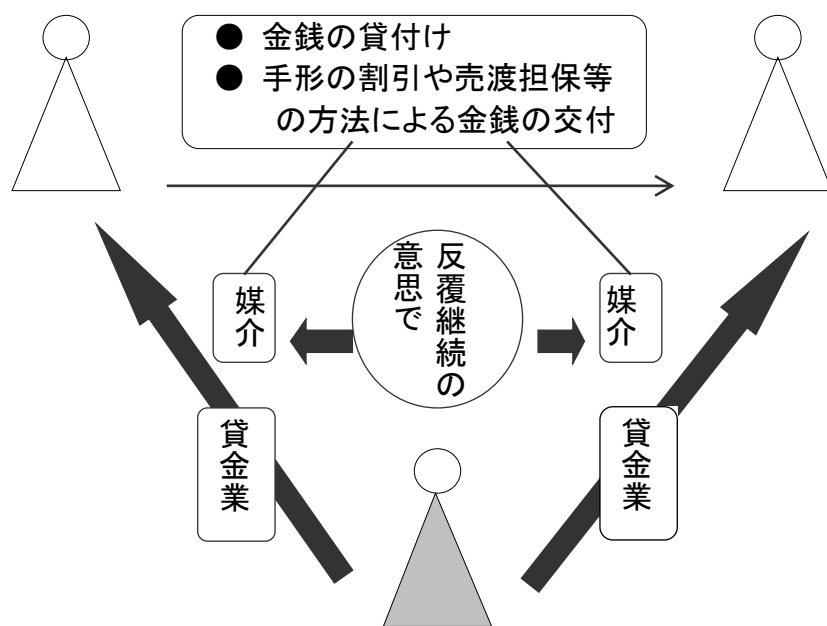 ● 金銭の貸付け
● 手形の割引や売渡担保等
の方法による金銭の交付
反覆継続の
意思で
媒介
媒介
貸金業
貸金業